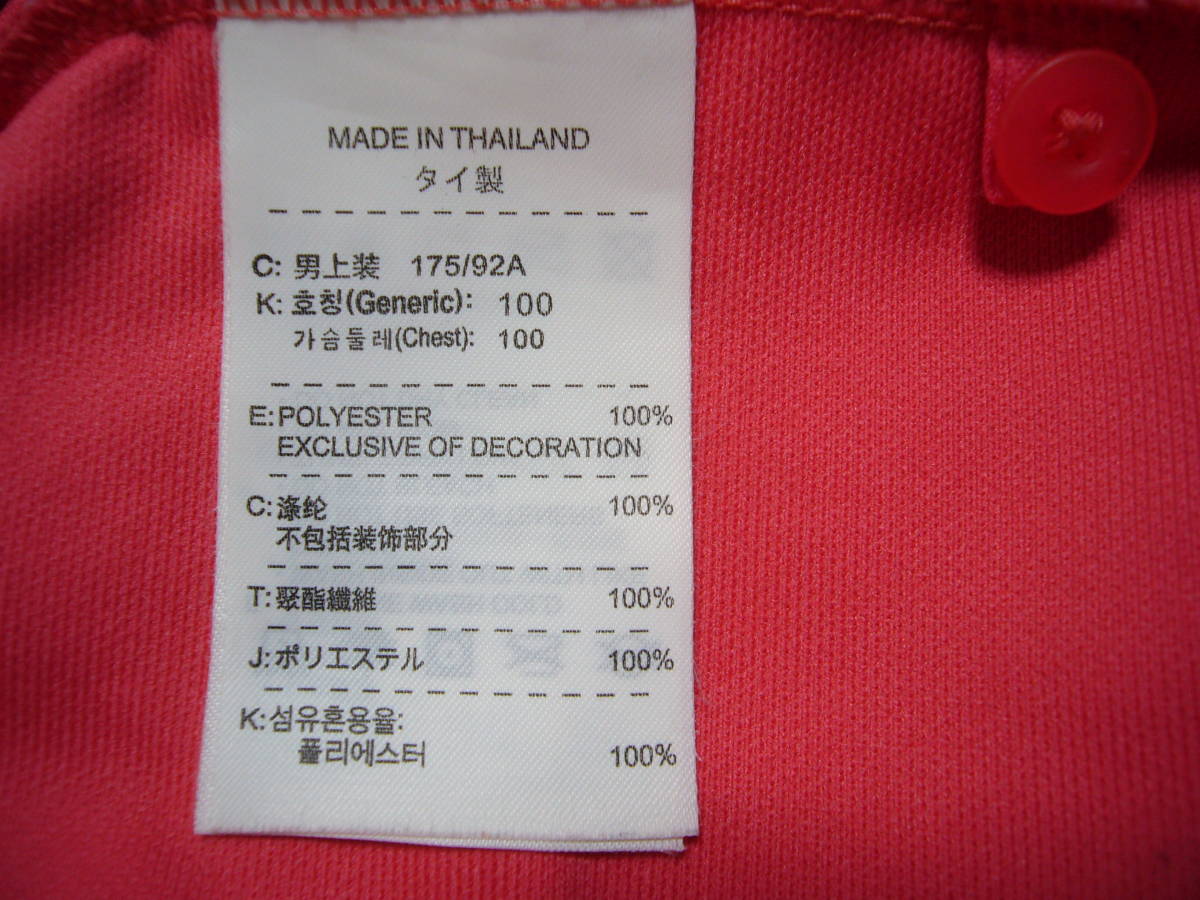 MADE IN THAILAND
タイ製
C: 男上装 175/92A
K: 호칭(Generic): 100
가슴둘레(Chest): 100
E: POLYESTER 100%
EXCLUSIVE OF DECORATION
C: 涤纶 100%
不包括装饰部分
T: 聚酯纖維 100%
J: ポリエステル 100%
K: 섬유혼용율:
폴리에스터 100%